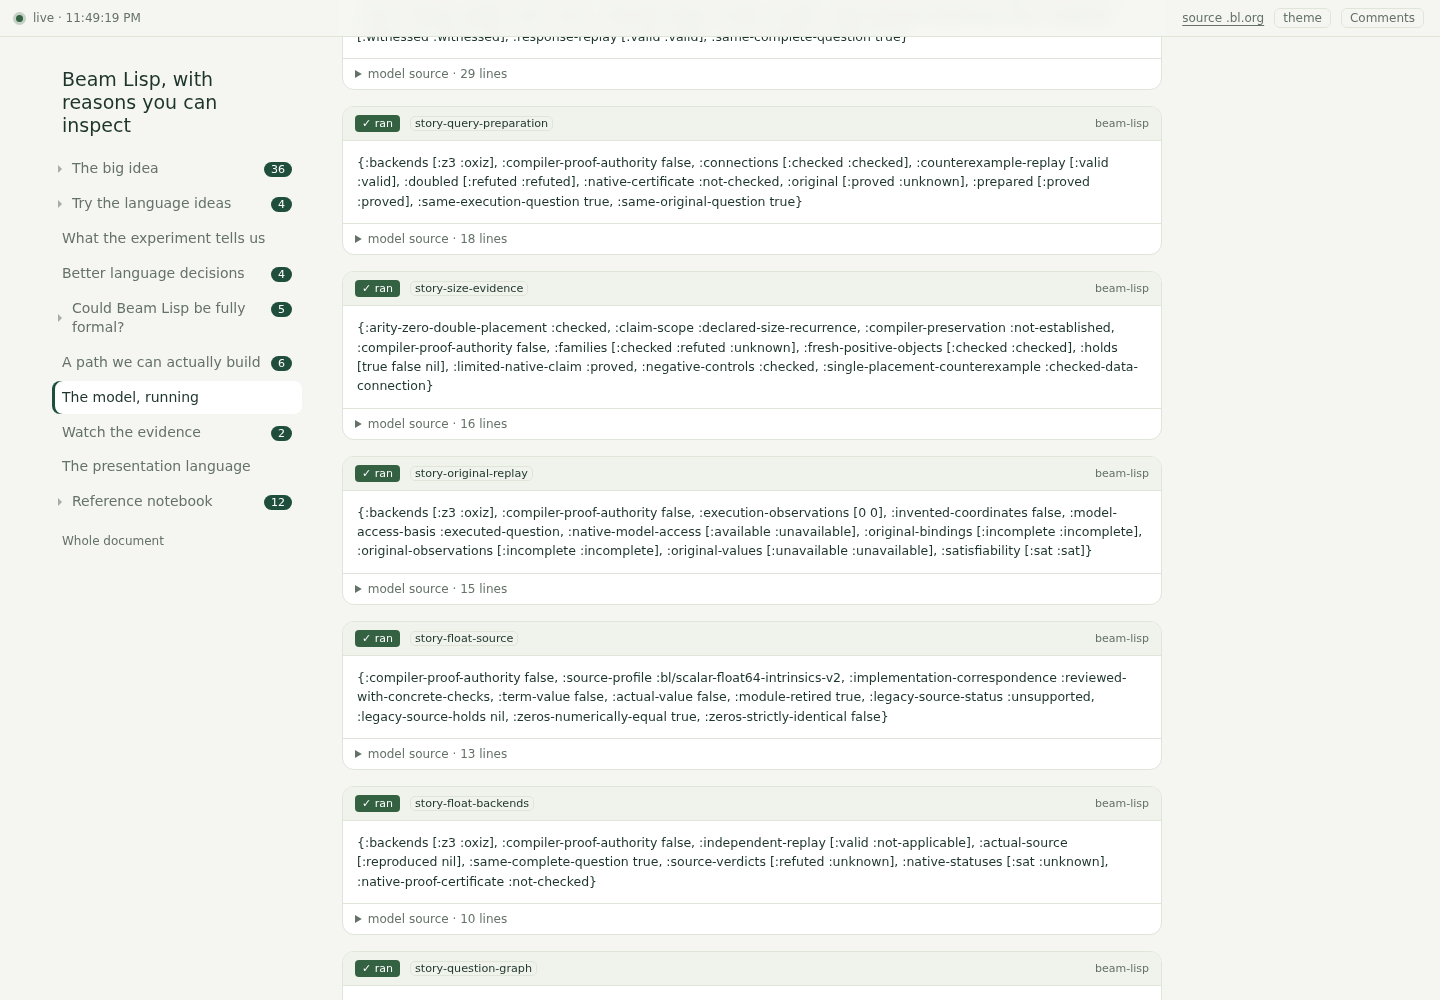 live · 11:49:19 PM
source .bl.org
theme
Comments
Beam Lisp, with
reasons you can
inspect
The big idea 36
Try the language ideas 4
What the experiment tells us
Better language decisions 4
Could Beam Lisp be fully
formal? 5
A path we can actually build 6
The model, running
Watch the evidence 2
The presentation language
Reference notebook 12
Whole document
[:witnessed :witnessed], :response-replay [:valid :valid], :same-complete-question true}
▶ model source · 29 lines
✓ ran story-query-preparation beam-lisp
{:backends [:z3 :oxiz], :compiler-proof-authority false, :connections [:checked :checked], :counterexample-replay [:valid
:valid], :doubled [:refuted :refuted], :native-certificate :not-checked, :original [:proved :unknown], :prepared [:proved
:proved], :same-execution-question true, :same-original-question true}
▶ model source · 18 lines
✓ ran story-size-evidence beam-lisp
{:arity-zero-double-placement :checked, :claim-scope :declared-size-recurrence, :compiler-preservation :not-established,
:compiler-proof-authority false, :families [:checked :refuted :unknown], :fresh-positive-objects [:checked :checked], :holds
[true false nil], :limited-native-claim :proved, :negative-controls :checked, :single-placement-counterexample :checked-data-
connection}
▶ model source · 16 lines
✓ ran story-original-replay beam-lisp
{:backends [:z3 :oxiz], :compiler-proof-authority false, :execution-observations [0 0], :invented-coordinates false, :model-
access-basis :executed-question, :native-model-access [:available :unavailable], :original-bindings [:incomplete :incomplete],
:original-observations [:incomplete :incomplete], :original-values [:unavailable :unavailable], :satisfiability [:sat :sat]}
▶ model source · 15 lines
✓ ran story-float-source beam-lisp
{:compiler-proof-authority false, :source-profile :bl/scalar-float64-intrinsics-v2, :implementation-correspondence :reviewed-
with-concrete-checks, :term-value false, :actual-value false, :module-retired true, :legacy-source-status :unsupported,
:legacy-source-holds nil, :zeros-numerically-equal true, :zeros-strictly-identical false}
▶ model source · 13 lines
✓ ran story-float-backends beam-lisp
{:backends [:z3 :oxiz], :compiler-proof-authority false, :independent-replay [:valid :not-applicable], :actual-source
[:reproduced nil], :same-complete-question true, :source-verdicts [:refuted :unknown], :native-statuses [:sat :unknown],
:native-proof-certificate :not-checked}
▶ model source · 10 lines
✓ ran story-question-graph beam-lisp